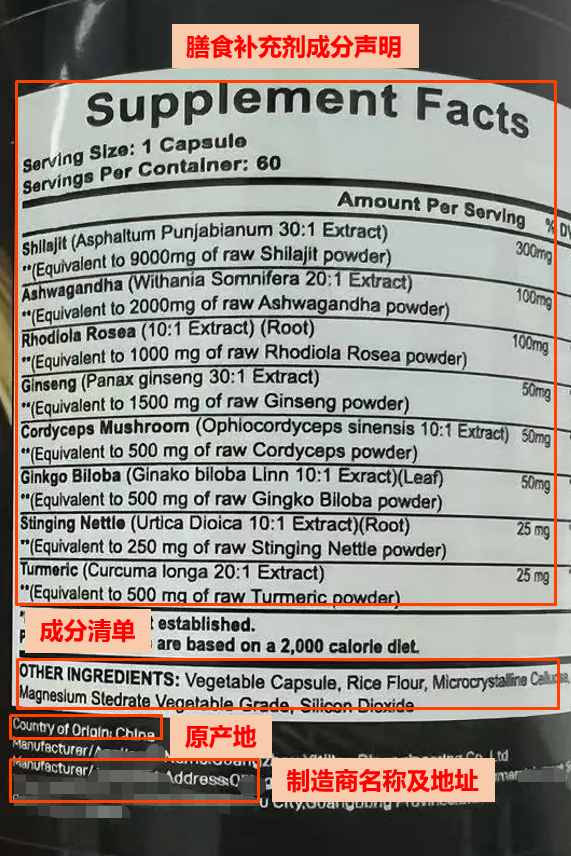 膳食补充剂成分声明
Supplement Facts
Serving Size: 1 Capsule
Servings Per Container: 60
Amount Per Serving % DV
Shilajit (Asphaltum Punjabianum 30:1 Extract) 300mg
**(Equivalent to 9000mg of raw Shilajit powder)
Ashwagandha (Withania Somnifera 20:1 Extract) 100mg
**(Equivalent to 2000mg of raw Ashwagandha powder)
Rhodiola Rosea (10:1 Extract) (Root) 100mg
**(Equivalent to 1000 mg of raw Rhodiola Rosea powder)
Ginseng (Panax ginseng 30:1 Extract) 50mg
**(Equivalent to 1500 mg of raw Ginseng powder)
Cordyceps Mushroom (Ophiocordyceps sinensis 10:1 Extract) 50mg
**(Equivalent to 500 mg of raw Cordyceps powder)
Ginkgo Biloba (Ginako biloba Linn 10:1 Exract)(Leaf) 50mg
**(Equivalent to 500 mg of raw Gingko Biloba powder)
Stinging Nettle (Urtica Dioica 10:1 Extract)(Root) 25 mg
**(Equivalent to 250 mg of raw Stinging Nettle powder)
Turmeric (Curcuma longa 20:1 Extract) 25 mg
**(Equivalent to 500 mg of raw Turmeric powder)
established.
成分清单
are based on a 2,000 calorie diet.
OTHER INGREDIENTS: Vegetable Capsule, Rice Flour, Microcrystalline
Magnesium Stedrate Vegetable Grade, Silicon Dioxide
Country of Origin: China
原产地
Manufacturer/
Co.,Ltd
Manufacturer/ Address:
制造商名称及地址
City,